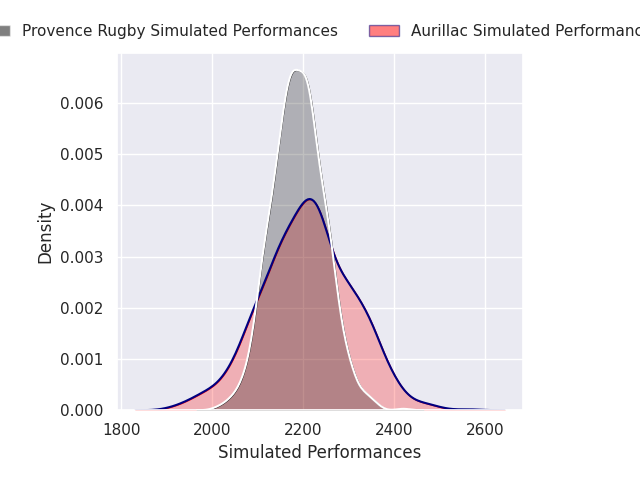 Provence Rugby Simulated Performances
Aurillac Simulated
0.006
0.005
0.004
0.003
0.002
0.001
0.000
Density
1800 2000 2200 2400 2600
Simulated Performances